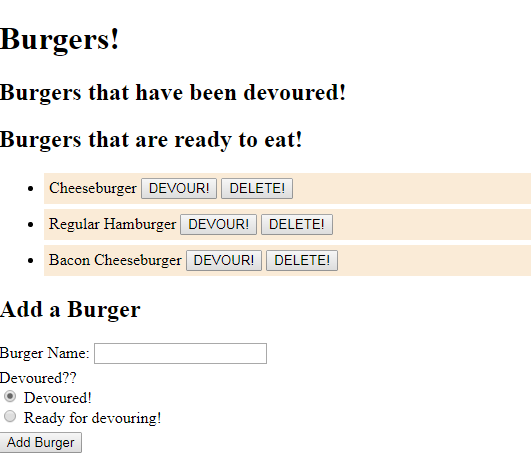 Burgers!
Burgers that have been devoured!
Burgers that are ready to eat!
Cheeseburger DEVOUR! DELETE!
Regular Hamburger DEVOUR! DELETE!
Bacon Cheeseburger DEVOUR! DELETE!
Add a Burger
Burger Name:
Devoured??
Devoured!
Ready for devouring!
Add Burger